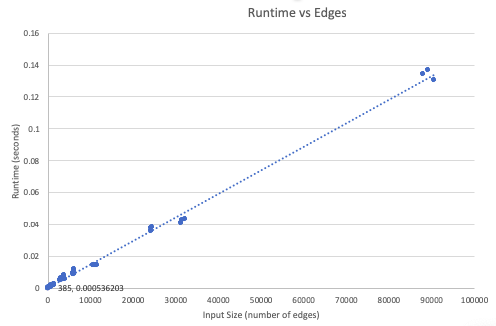 Runtime vs Edges
0.16
0.14
0.12
0.1
0.08
0.06
0.04
0.02
0
385, 0.000536203
0 10000 20000 30000 40000 50000 60000 70000 80000 90000 100000
Runtime (seconds)
Input Size (number of edges)